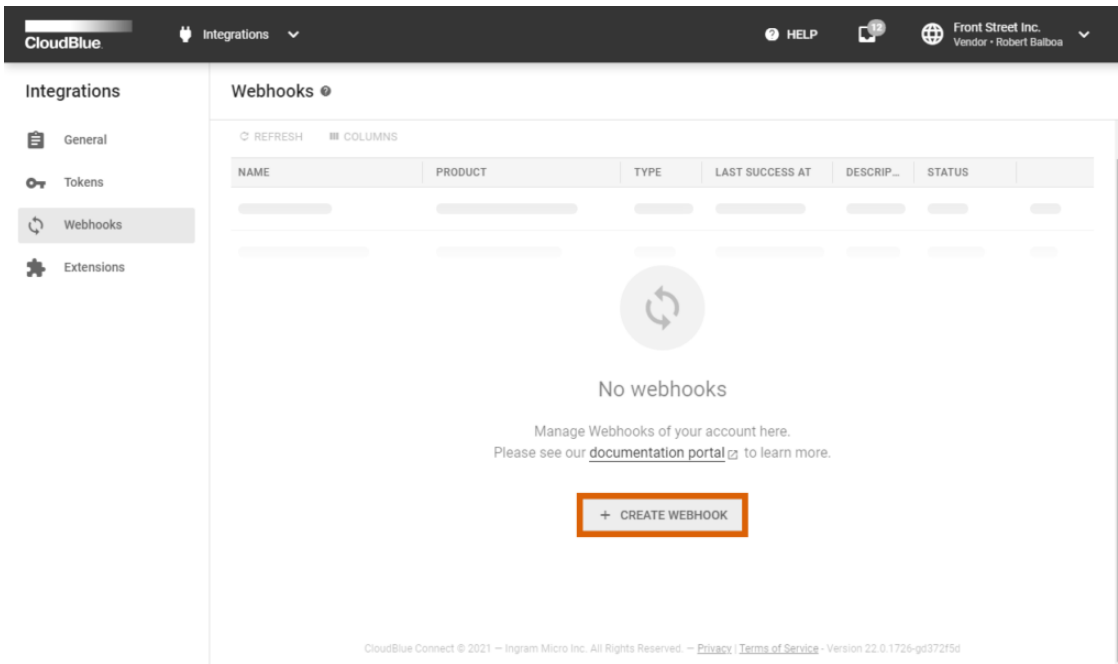 CloudBlue.
Integrations
HELP
12
Front Street Inc.
Vendor • Robert Balboa
Integrations
General
Tokens
Webhooks
Extensions
Webhooks
REFRESH
COLUMNS
NAME PRODUCT TYPE LAST SUCCESS AT DESCRIP... STATUS
No webhooks
Manage Webhooks of your account here.
Please see our documentation portal to learn more.
+ CREATE WEBHOOK
CloudBlue Connect © 2021 — Ingram Micro Inc. All Rights Reserved. — Privacy | Terms of Service - Version 22.0.1726-gd372f5d